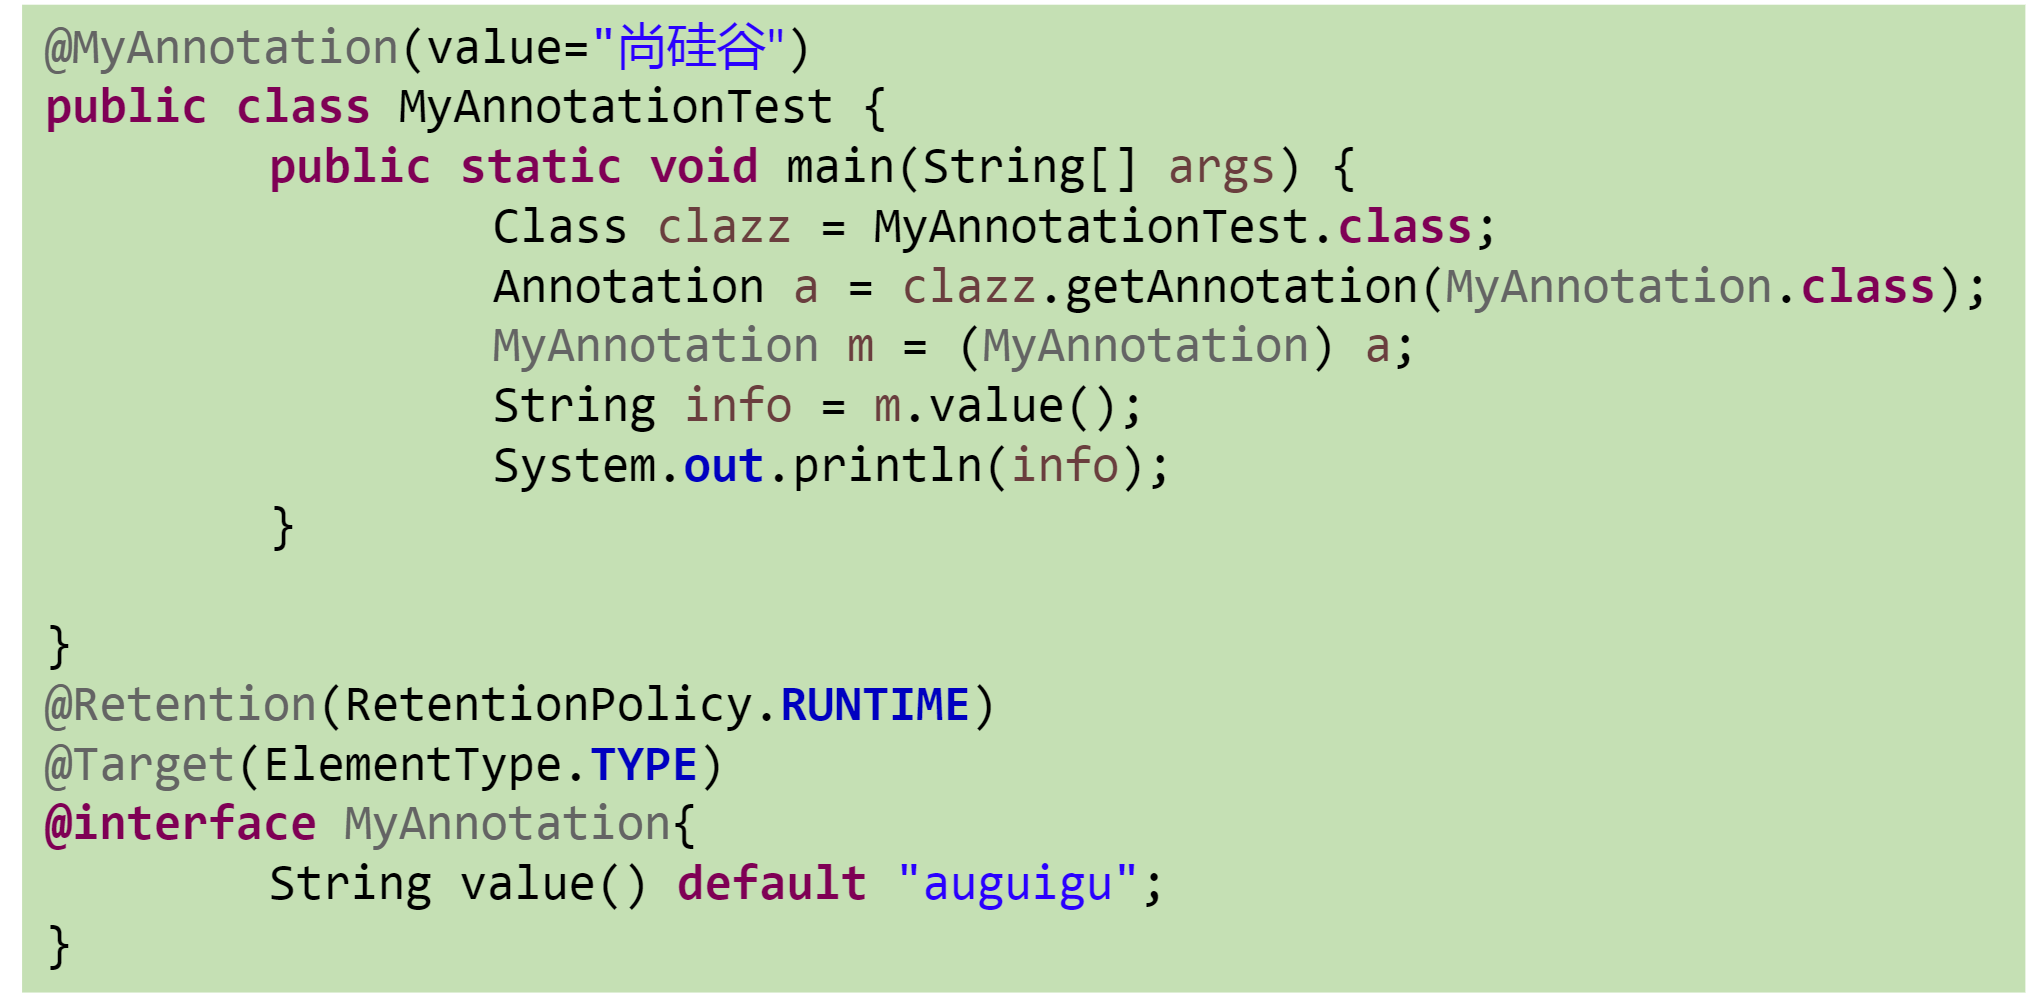 @MyAnnotation(value="尚硅谷")
public class MyAnnotationTest {
public static void main(String[] args) {
Class clazz = MyAnnotationTest.class;
Annotation a = clazz.getAnnotation(MyAnnotation.class);
MyAnnotation m = (MyAnnotation) a;
String info = m.value();
System.out.println(info);
}
}
@Retention(RetentionPolicy.RUNTIME)
@Target(ElementType.TYPE)
@interface MyAnnotation{
String value() default "auguigu";
}